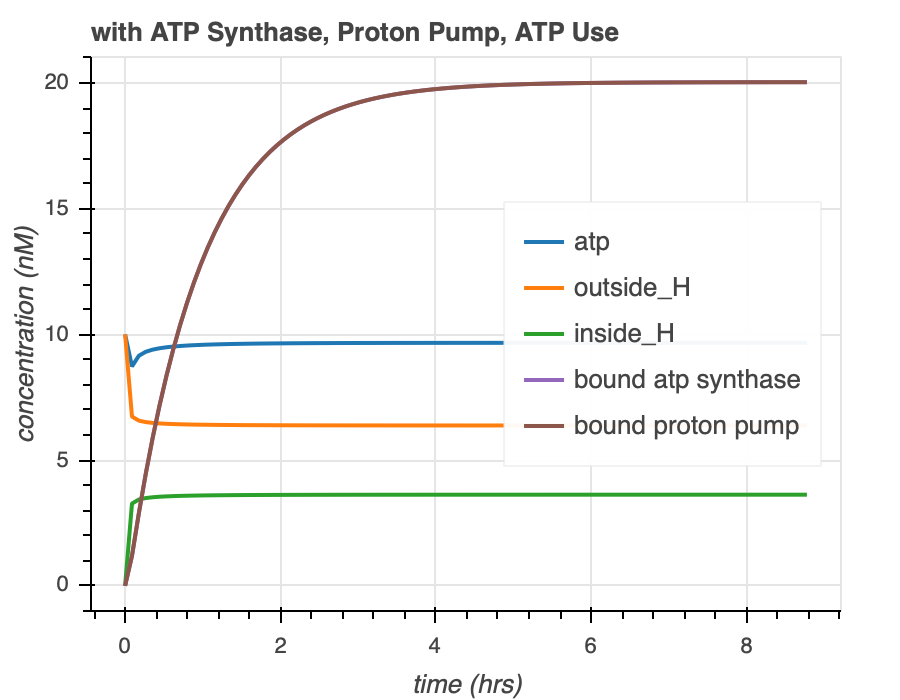 with ATP Synthase, Proton Pump, ATP Use
20
15
10
5
0
concentration (nM)
atp
outside_H
inside_H
bound atp synthase
bound proton pump
0 2 4 6 8
time (hrs)